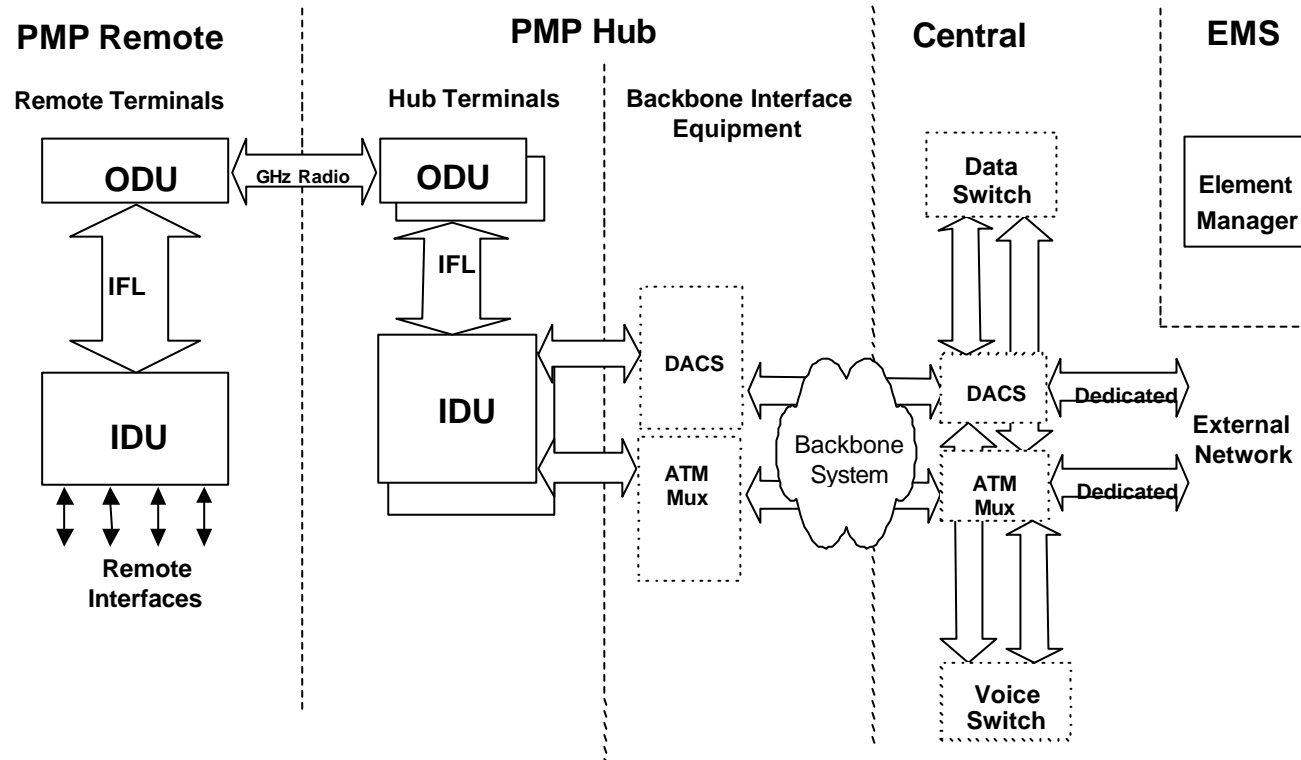 PMP Remote
PMP Hub
Central
EMS
Remote Terminals
Hub Terminals
Backbone Interface
Equipment
ODU
GHz Radio
ODU
Data
Switch
Element
Manager
IFL
IFL
IDU
IDU
DACS
ATM
Mux
Backbone
System
DACS
ATM
Mux
Dedicated
Dedicated
External
Network
Remote
Interfaces
Voice
Switch